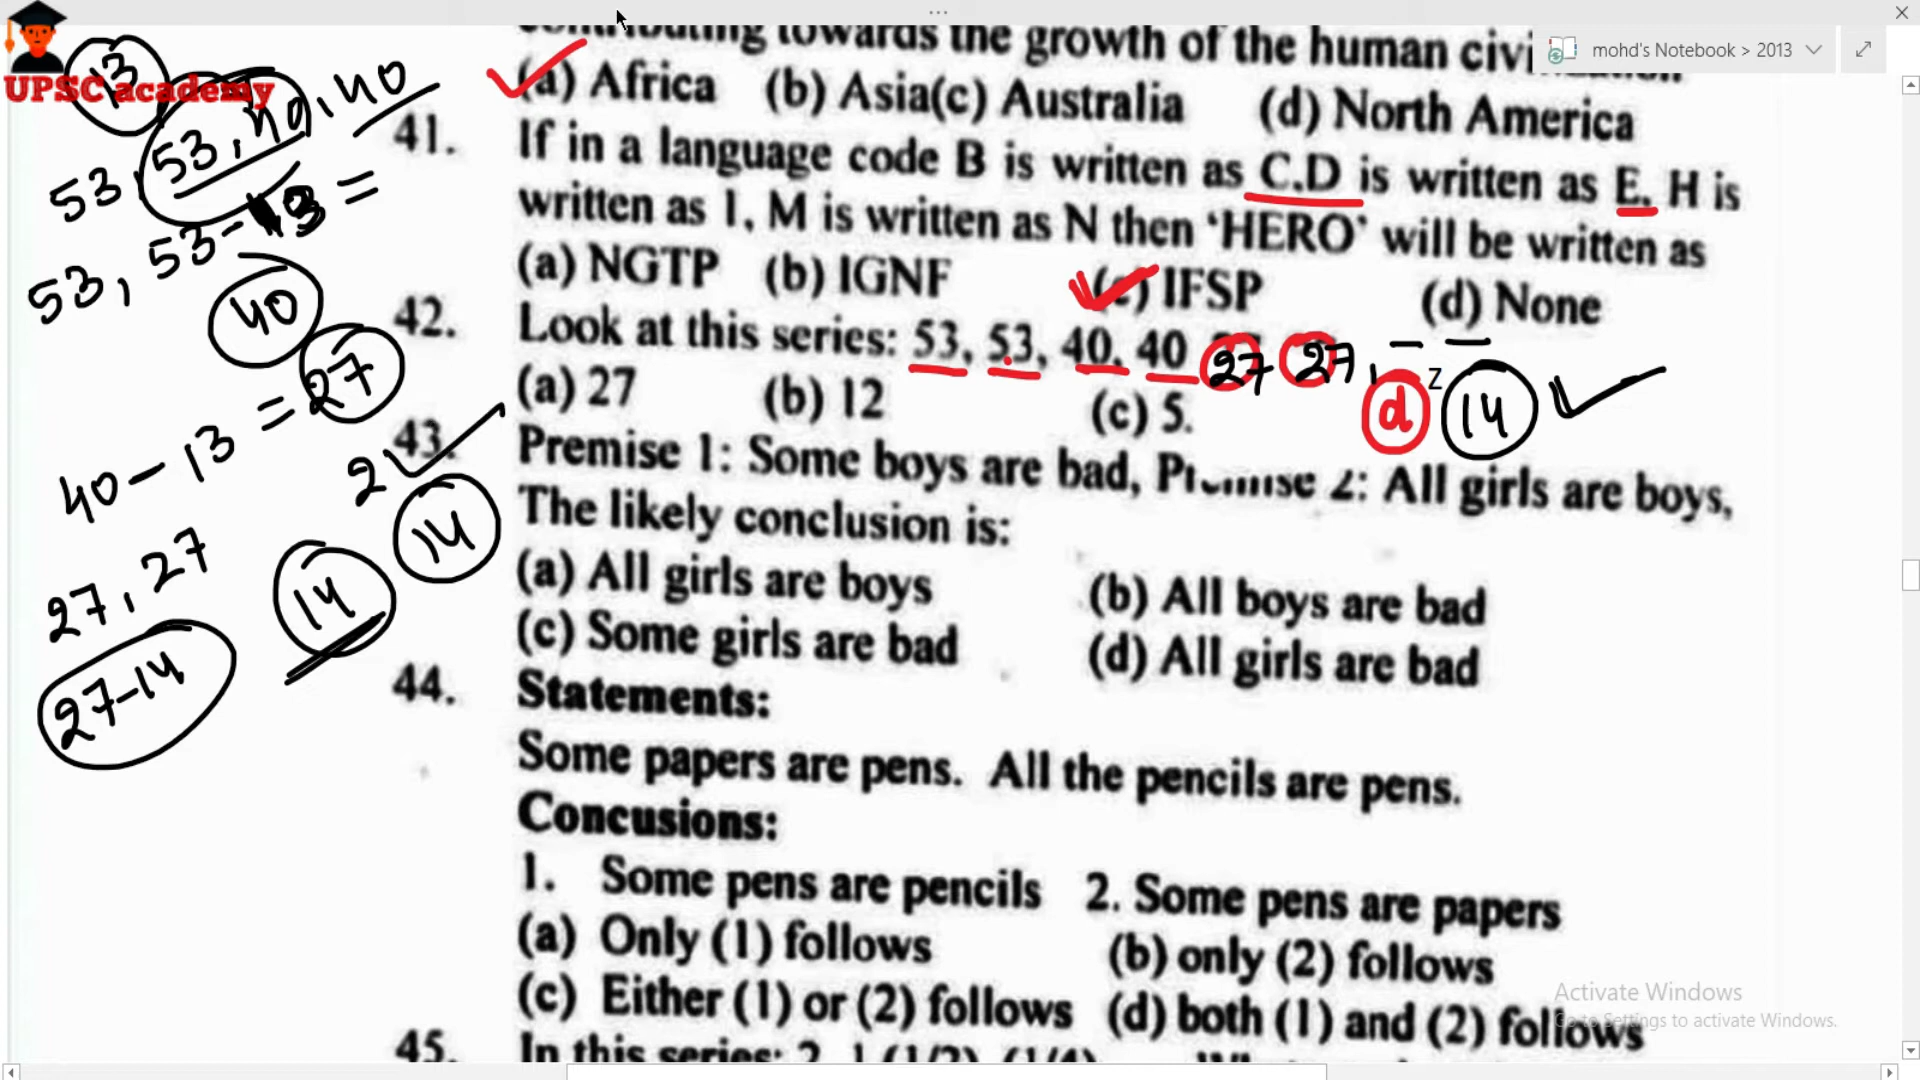 mohd's Notebook > 2013
UPSC academy
13
contributing towards the growth of the human
(a) Africa (b) Asia(c) Australia (d) North America
41. If in a language code B is written as C.D is written as E. H is
written as 1, M is written as N then 'HERO' will be written as
(a) NGTP (b) IGNF (c) IFSP (d) None
42. Look at this series: 53, 53, 40, 40 27 27, _ _
(a) 27 (b) 12 (c) 5. d 14
43. Premise 1: Some boys are bad, Premise 2: All girls are boys,
The likely conclusion is:
(a) All girls are boys (b) All boys are bad
(c) Some girls are bad (d) All girls are bad
44. Statements:
Some papers are pens. All the pencils are pens.
Concusions:
1. Some pens are pencils 2. Some pens are papers
(a) Only (1) follows (b) only (2) follows
(c) Either (1) or (2) follows (d) both (1) and (2) follows
45. In this series: 2, 1,(1/2), (1/4)
53, 53, 40, 40
53, 53-13 =
40
40-13 = 27
2
14
27, 27 14
27-14
Activate Windows
Go to Settings to activate Windows.